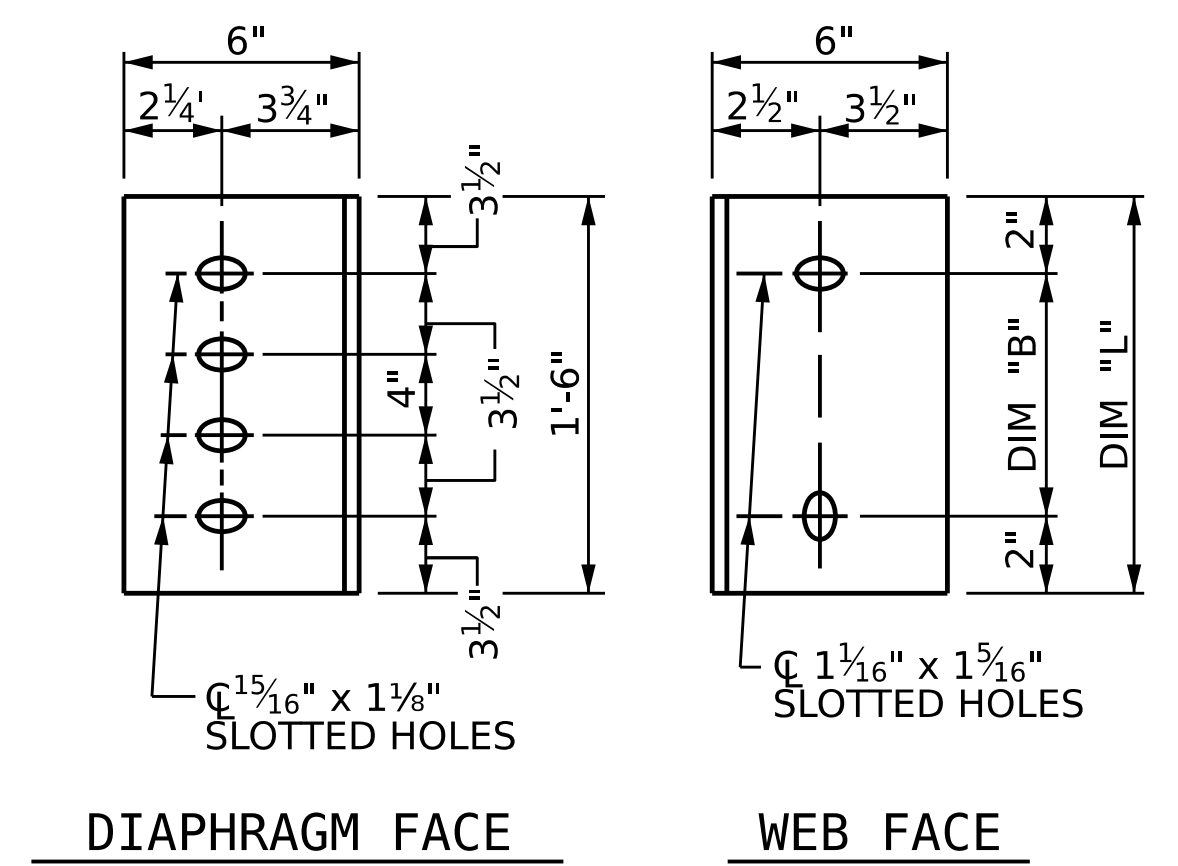 6"
2¼'
3¾"
3½"
4"
3½"
1'-6"
3½"
℄ 15⁄16" x 1⅛"
SLOTTED HOLES
DIAPHRAGM FACE
6"
2½"
3½"
2"
DIM "B"
DIM "L"
2"
℄ 1 1⁄16" x 1 5⁄16"
SLOTTED HOLES
WEB FACE